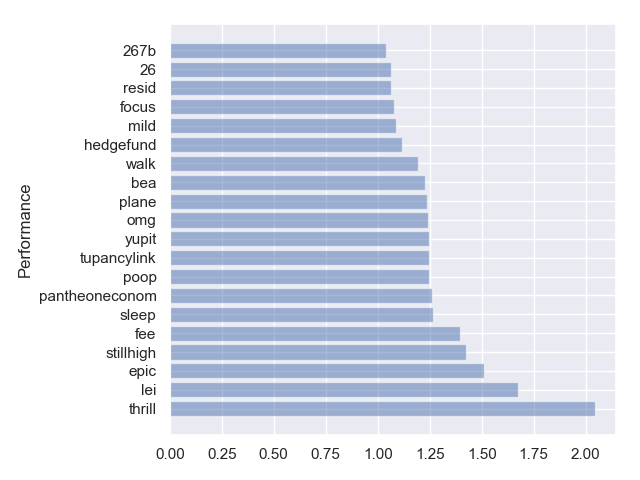 267b
26
resid
focus
mild
hedgefund
walk
bea
plane
omg
yupit
tupancylink
poop
pantheoneconom
sleep
fee
stillhigh
epic
lei
thrill
Performance
0.00 0.25 0.50 0.75 1.00 1.25 1.50 1.75 2.00